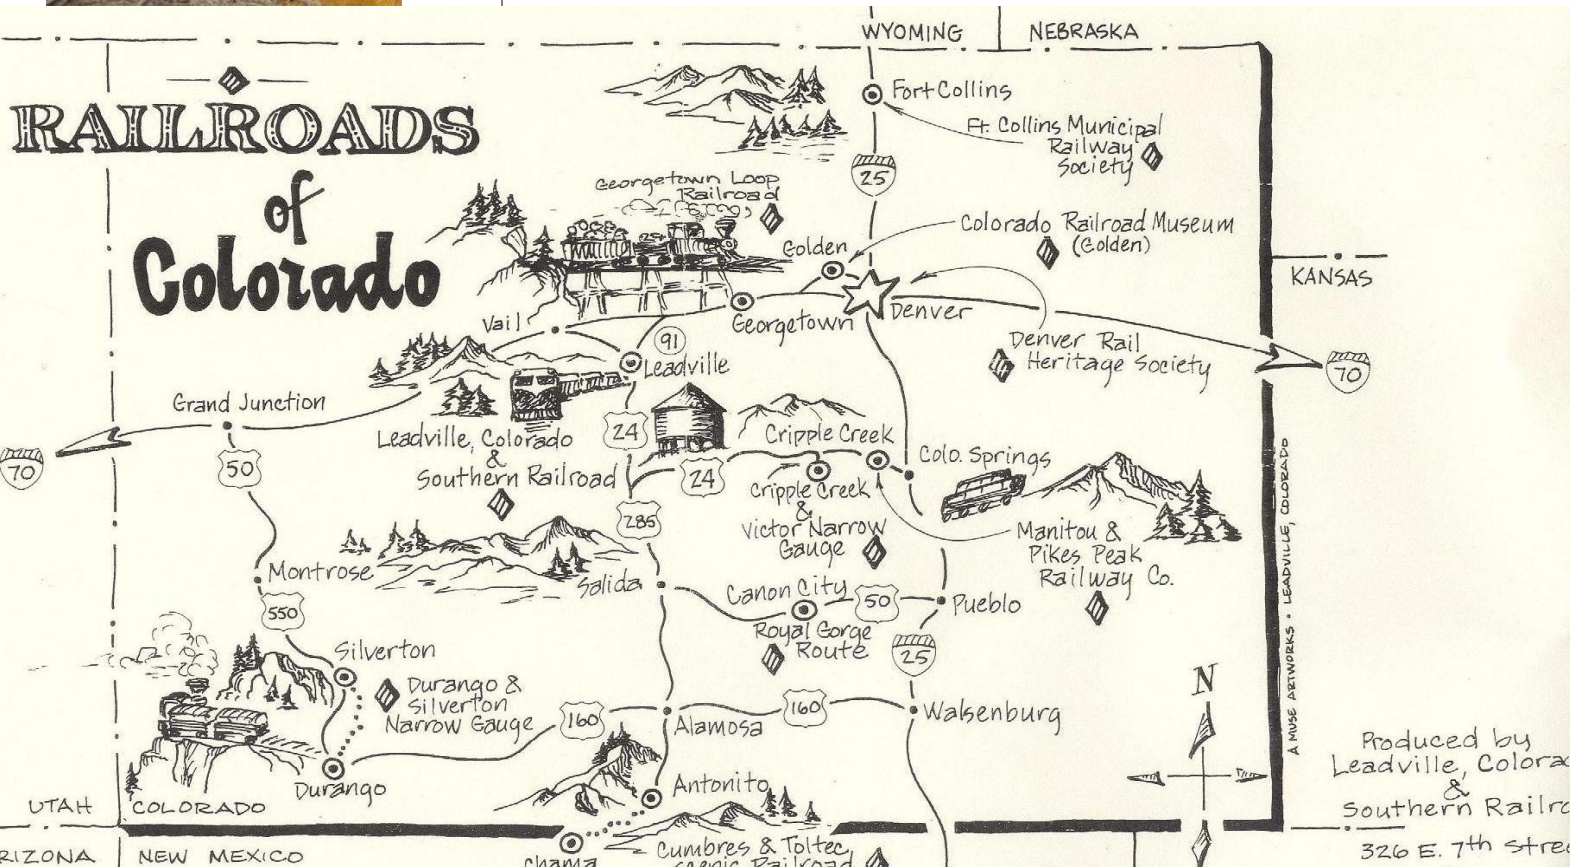 WYOMING
NEBRASKA
RAILROADS
of
Colorado
Fort Collins
Ft. Collins Municipal
Railway
Society
25
Georgetown Loop
Railroad
Golden
Colorado Railroad Museum
(Golden)
KANSAS
Vail
Georgetown
Denver
91
Leadville
Denver Rail
Heritage Society
70
Grand Junction
70
50
Leadville, Colorado
&
Southern Railroad
24
24
Cripple Creek
Colo. Springs
Cripple Creek
&
Victor Narrow
Gauge
285
Manitou &
Pikes Peak
Railway Co.
Montrose
Salida
Canon City
50
Pueblo
Royal Gorge
Route
550
25
Silverton
Durango &
Silverton
Narrow Gauge
160
Alamosa
160
Walsenburg
Durango
Antonito
N
A MUSE ARTWORKS • LEADVILLE, COLORADO
Produced by
Leadville, Colora
&
Southern Railro
326 E. 7th Stree
UTAH
COLORADO
RIZONA
NEW MEXICO
Chama
Cumbres & Toltec
Scenic Railroad